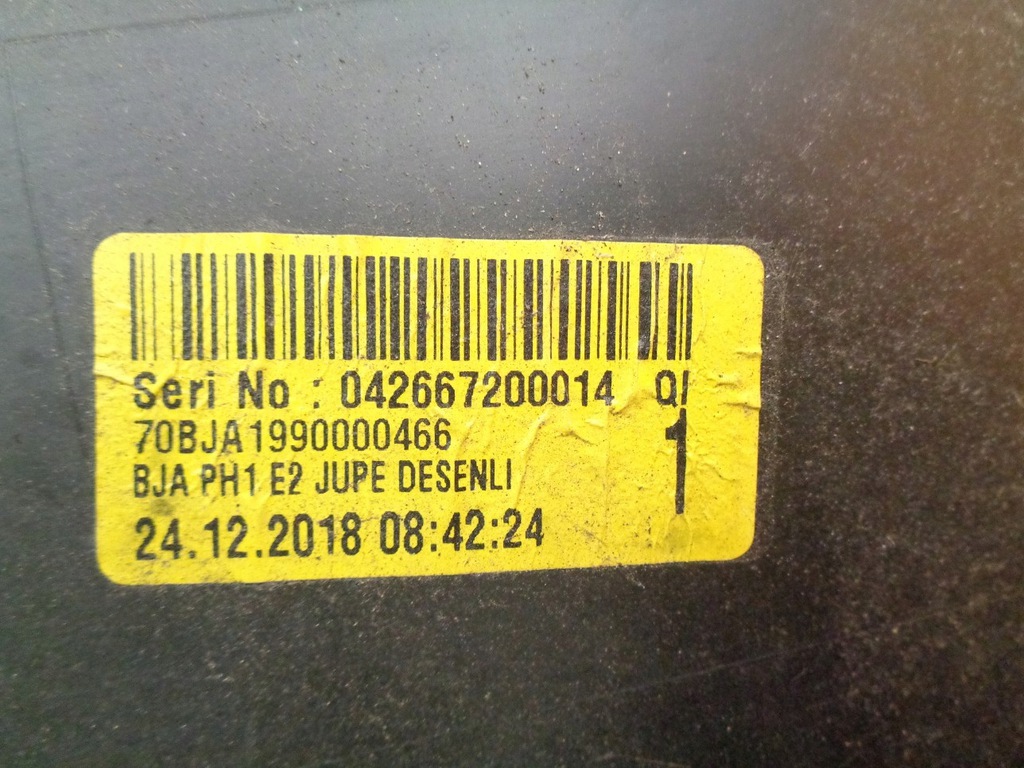 Seri No : 042667200014 Q/
70BJA1990000466 1
BJA PH1 E2 JUPE DESENLI
24.12.2018 08:42:24